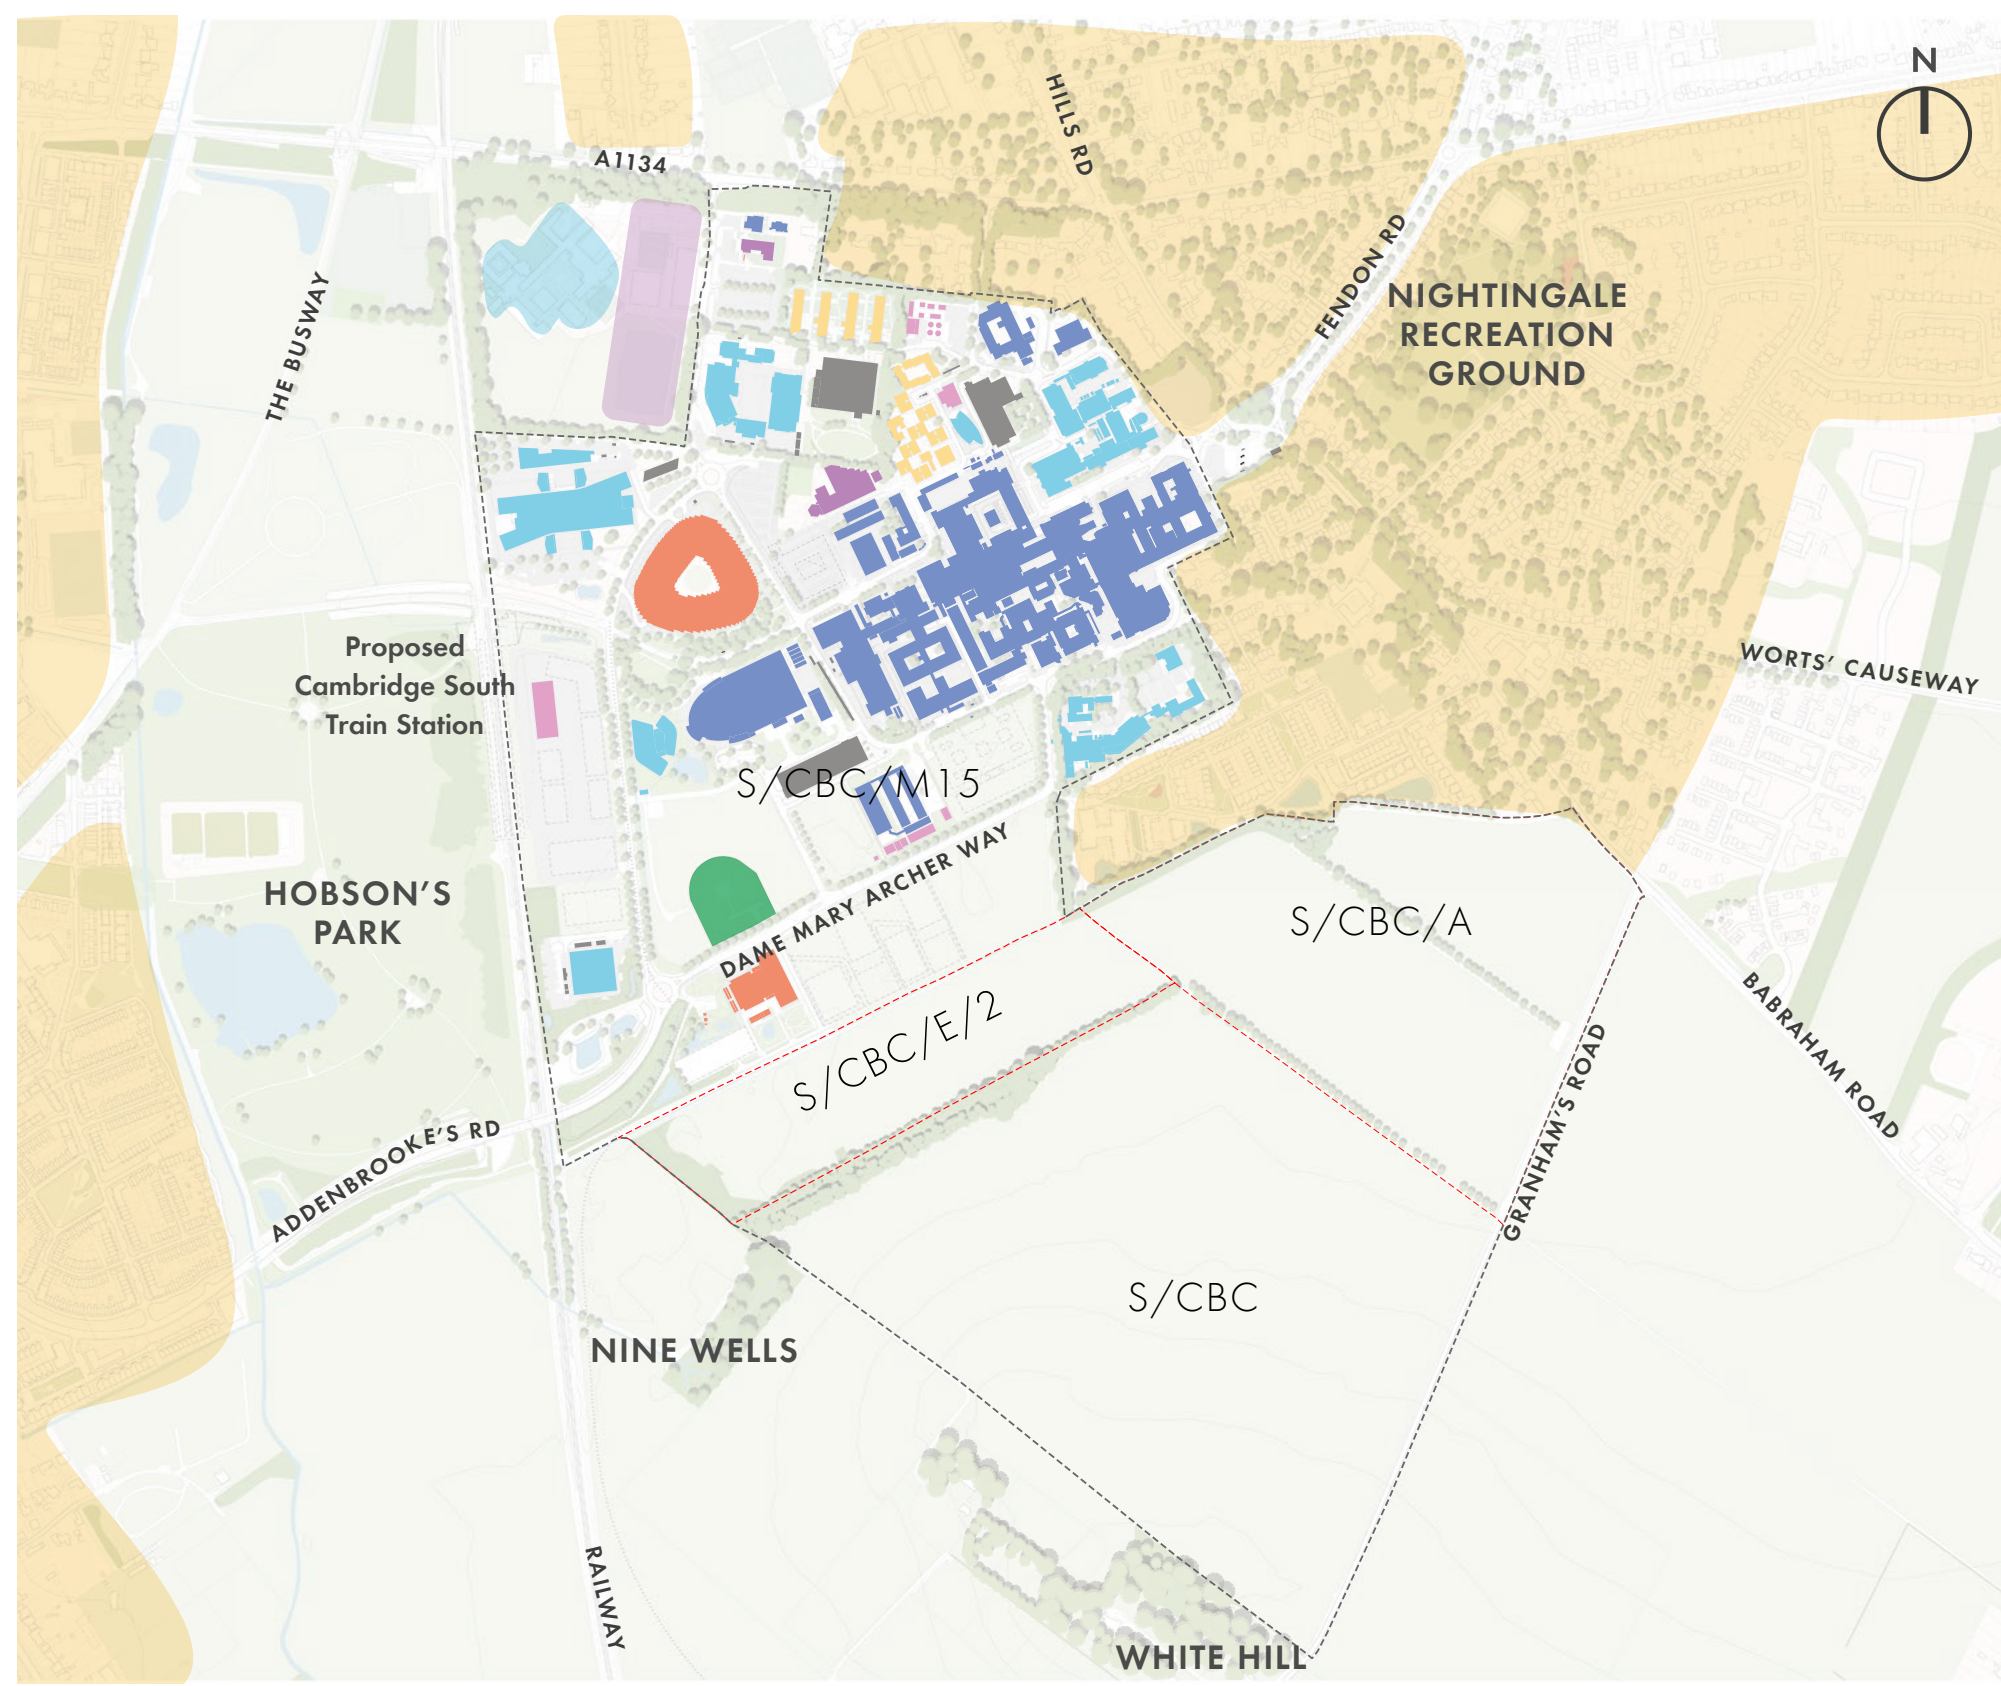 N
HILLS RD
A1134
FENDON RD
THE BUSWAY
NIGHTINGALE
RECREATION
GROUND
Proposed
Cambridge South
Train Station
WORTS’ CAUSEWAY
S/CBC/M15
DAME MARY ARCHER WAY
HOBSON’S
PARK
S/CBC/A
S/CBC/E/2
BABRAHAM ROAD
GRANHAM’S ROAD
ADDENBROOKE’S RD
S/CBC
NINE WELLS
RAILWAY
WHITE HILL